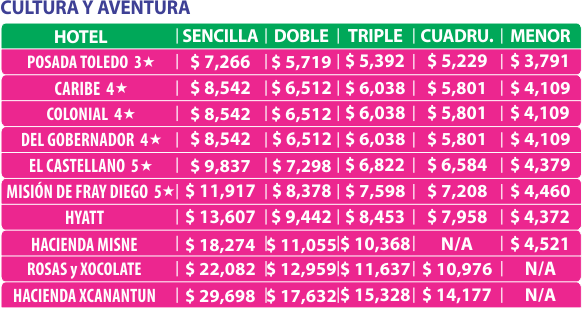 CULTURA Y AVENTURA
HOTEL | SENCILLA | DOBLE | TRIPLE | CUADRU. | MENOR
POSADA TOLEDO 3★ | $ 7,266 | $ 5,719 | $ 5,392 | $ 5,229 | $ 3,791
CARIBE 4★ | $ 8,542 | $ 6,512 | $ 6,038 | $ 5,801 | $ 4,109
COLONIAL 4★ | $ 8,542 | $ 6,512 | $ 6,038 | $ 5,801 | $ 4,109
DEL GOBERNADOR 4★ | $ 8,542 | $ 6,512 | $ 6,038 | $ 5,801 | $ 4,109
EL CASTELLANO 5★ | $ 9,837 | $ 7,298 | $ 6,822 | $ 6,584 | $ 4,379
MISIÓN DE FRAY DIEGO 5★ | $ 11,917 | $ 8,378 | $ 7,598 | $ 7,208 | $ 4,460
HYATT | $ 13,607 | $ 9,442 | $ 8,453 | $ 7,958 | $ 4,372
HACIENDA MISNE | $ 18,274 | $ 11,055 | $ 10,368 | N/A | $ 4,521
ROSAS y XOCOLATE | $ 22,082 | $ 12,959 | $ 11,637 | $ 10,976 | N/A
HACIENDA XCANANTUN | $ 29,698 | $ 17,632 | $ 15,328 | $ 14,177 | N/A